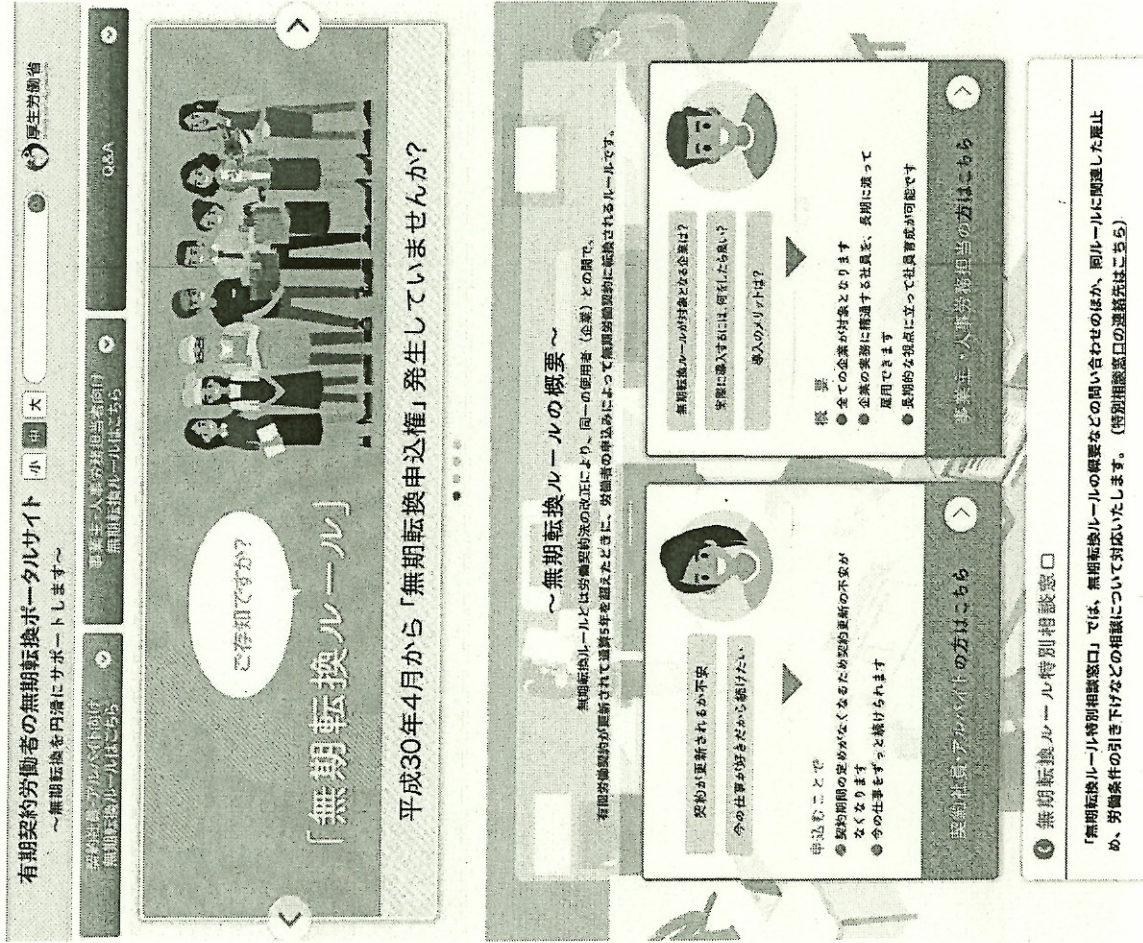 有期契約労働者の無期転換ポータルサイト
～無期転換を円滑にサポートします～
小 中 大
厚生労働省
契約社員・アルバイト向け
無期転換ルールはこちら
事業主・人事労務担当者向け
無期転換ルールはこちら
Q&A
ご存知ですか?
「無期転換ルール」
平成30年4月から「無期転換申込権」発生していませんか?
～無期転換ルールの概要～
無期転換ルールとは労働契約法の改正により、同一の使用者（企業）との間で、
有期労働契約が更新されて通算5年を超えたときに、労働者の申込みによって無期労働契約に転換されるルールです。
契約が更新されるか不安
今の仕事が好きだから続けたい
申込むことで
契約期間の定めがなくなるため契約更新の不安が
なくなります
今の仕事をずっと続けられます
契約社員・アルバイトの方はこちら
無期転換ルールが対象となる企業は?
実際に導入するには、何をしたら良い?
導入のメリットは?
概 要
全ての企業が対象となります
企業の実務に精通する社員を、長期に渡って
雇用できます
長期的な視点に立って社員育成が可能です
事業主・人事労務担当の方はこちら
無期転換ルール特別相談窓口
「無期転換ルール特別相談窓口」では、無期転換ルールの概要などの問い合わせのほか、同ルールに関連した雇止
め、労働条件の引き下げなどの相談について対応いたします。（特別相談窓口の連絡先はこちら）